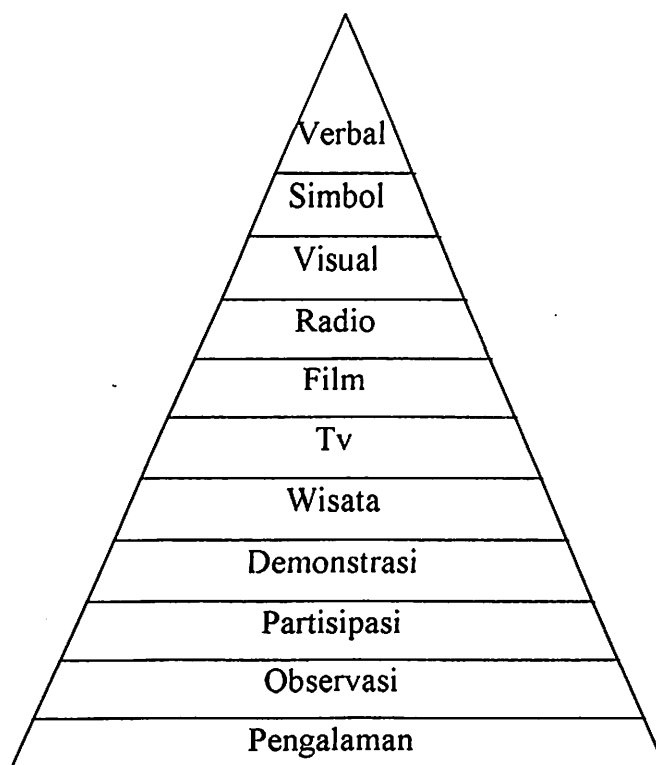 Verbal
Simbol
Visual
Radio
Film
Tv
Wisata
Demonstrasi
Partisipasi
Observasi
Pengalaman